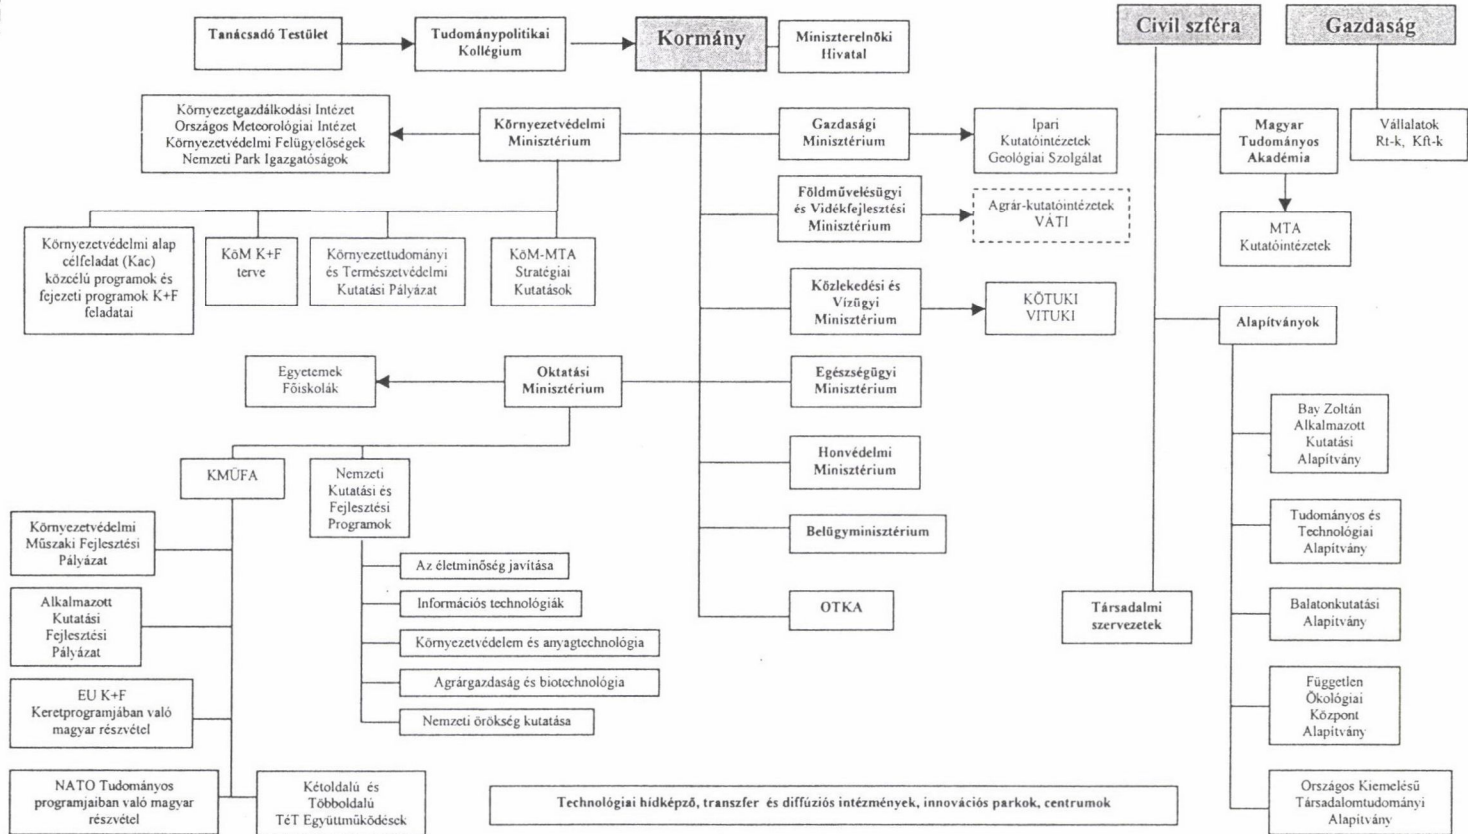 Tanácsadó Testület
Tudománypolitikai
Kollégium
Kormány
Miniszterelnöki
Hivatal
Civil szféra
Gazdaság
Környezetgazdálkodási Intézet
Országos Meteorológiai Intézet
Környezetvédelmi Felügyelőségek
Nemzeti Park Igazgatóságok
Környezetvédelmi
Minisztérium
Gazdasági
Minisztérium
Ipari
Kutatóintézetek
Geológiai Szolgálat
Magyar
Tudományos
Akadémia
Vállalatok
Rt-k, Kft-k
Földművelésügyi
és Vidékfejlesztési
Minisztérium
Agrár-kutatóintézetek
VÁTI
MTA
Kutatóintézetek
Környezetvédelmi alap
célfeladat (Kac)
közcélú programok és
fejezeti programok K+F
feladatai
KöM K+F
terve
Környezettudományi
és Természetvédelmi
Kutatási Pályázat
KöM-MTA
Stratégiai
Kutatások
Közlekedési és
Vízügyi
Minisztérium
KÖTUKI
VITUKI
Alapítványok
Egyetemek
Főiskolák
Oktatási
Minisztérium
Egészségügyi
Minisztérium
Bay Zoltán
Alkalmazott
Kutatási
Alapítvány
KMÜFA
Nemzeti
Kutatási és
Fejlesztési
Programok
Honvédelmi
Minisztérium
Környezetvédelmi
Műszaki Fejlesztési
Pályázat
Belügyminisztérium
Tudományos és
Technológiai
Alapítvány
Az életminőség javítása
Információs technológiák
Környezetvédelem és anyagtechnológia
Agrárgazdaság és biotechnológia
Nemzeti örökség kutatása
Alkalmazott
Kutatási
Fejlesztési
Pályázat
OTKA
Társadalmi
szervezetek
Balatonkutatási
Alapítvány
EU K+F
Keretprogramjában való
magyar részvétel
Független
Ökológiai
Központ
Alapítvány
NATO Tudományos
programjaiban való magyar
részvétel
Kétoldalú és
Többoldalú
TéT Együttműködések
Technológiai hídképző, transzfer és diffúziós intézmények, innovációs parkok, centrumok
Országos Kiemelésű
Társadalomtudományi
Alapítvány